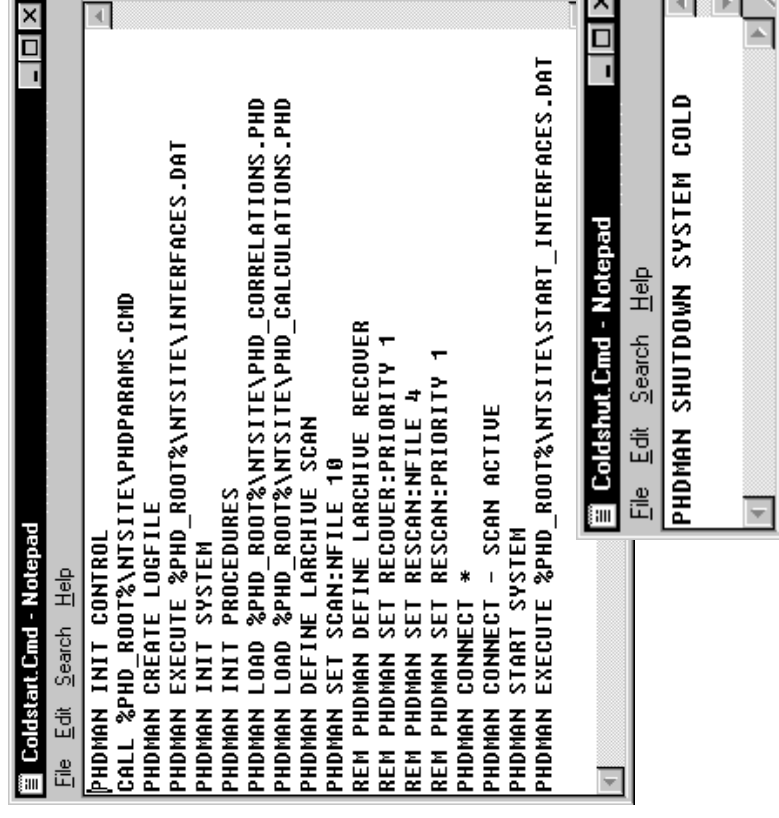 Coldstart.Cmd - Notepad
File Edit Search Help
PHDMAN INIT CONTROL
CALL %PHD_ROOT%\NTSITE\PHDPARAMS.CMD
PHDMAN CREATE LOGFILE
PHDMAN EXECUTE %PHD_ROOT%\NTSITE\INTERFACES.DAT
PHDMAN INIT SYSTEM
PHDMAN INIT PROCEDURES
PHDMAN LOAD %PHD_ROOT%\NTSITE\PHD_CORRELATIONS.PHD
PHDMAN LOAD %PHD_ROOT%\NTSITE\PHD_CALCULATIONS.PHD
PHDMAN DEFINE LARCHIVE SCAN
PHDMAN SET SCAN:NFILE 10
REM PHDMAN DEFINE LARCHIVE RECOVER
REM PHDMAN SET RECOVER:PRIORITY 1
REM PHDMAN SET RESCAN:NFILE 4
REM PHDMAN SET RESCAN:PRIORITY 1
PHDMAN CONNECT *
PHDMAN CONNECT - SCAN ACTIVE
PHDMAN START SYSTEM
PHDMAN EXECUTE %PHD_ROOT%\NTSITE\START_INTERFACES.DAT
Coldshut.Cmd - Notepad
File Edit Search Help
PHDMAN SHUTDOWN SYSTEM COLD